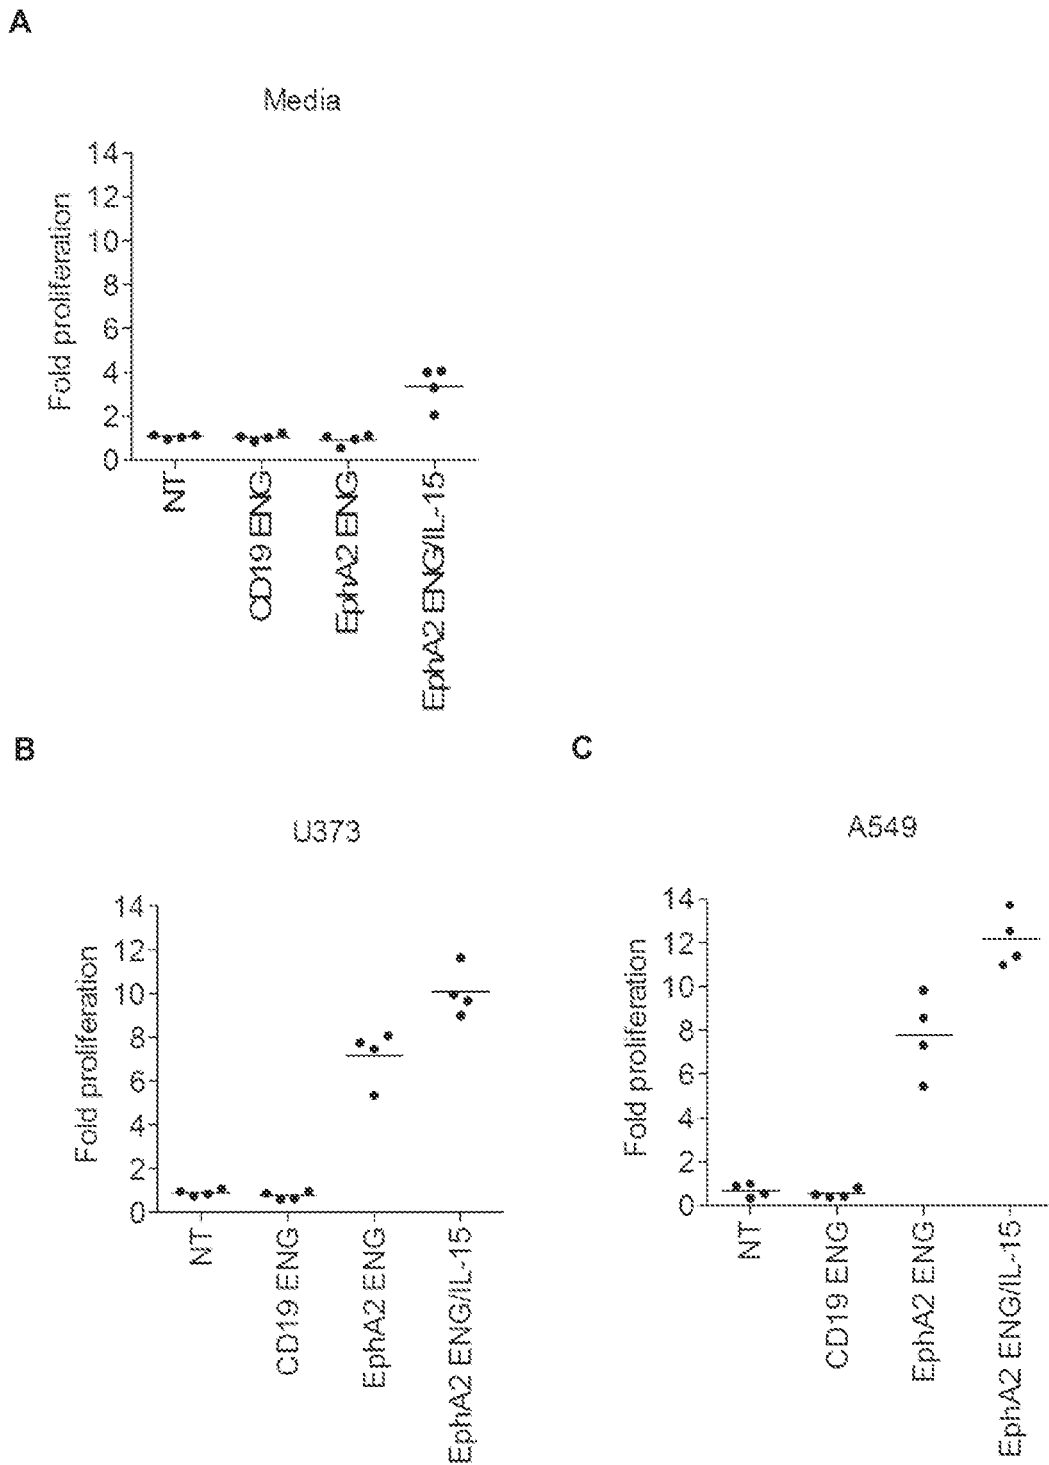 A
Media
Fold proliferation
14
12
10
8
6
4
2
0
NT
CD19 ENG
EphA2 ENG
EphA2 ENG/IL-15
B
U373
Fold proliferation
14
12
10
8
6
4
2
0
NT
CD19 ENG
EphA2 ENG
EphA2 ENG/IL-15
C
A549
Fold proliferation
14
12
10
8
6
4
2
0
NT
CD19 ENG
EphA2 ENG
EphA2 ENG/IL-15